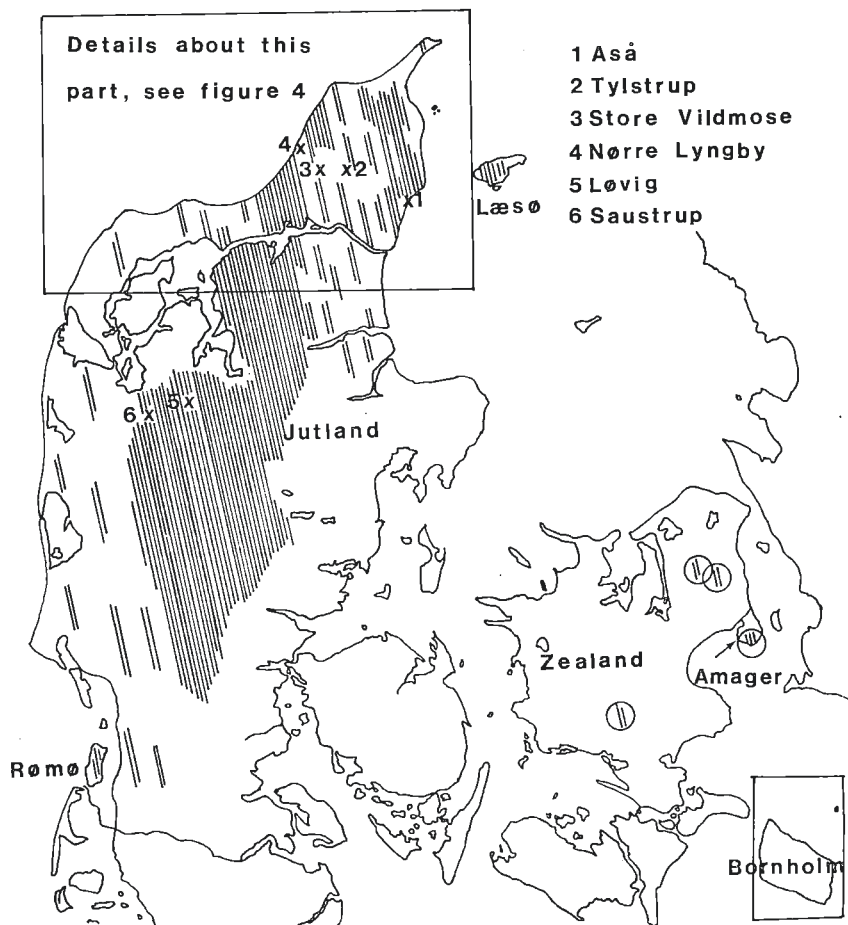 Details about this
part, see figure 4
1 Aså
2 Tylstrup
3 Store Vildmose
4 Nørre Lyngby
5 Løvig
6 Saustrup
4x
3x x2
x1
Læsø
6 x 5x
Jutland
Zealand
Amager
Rømø
Bornholm